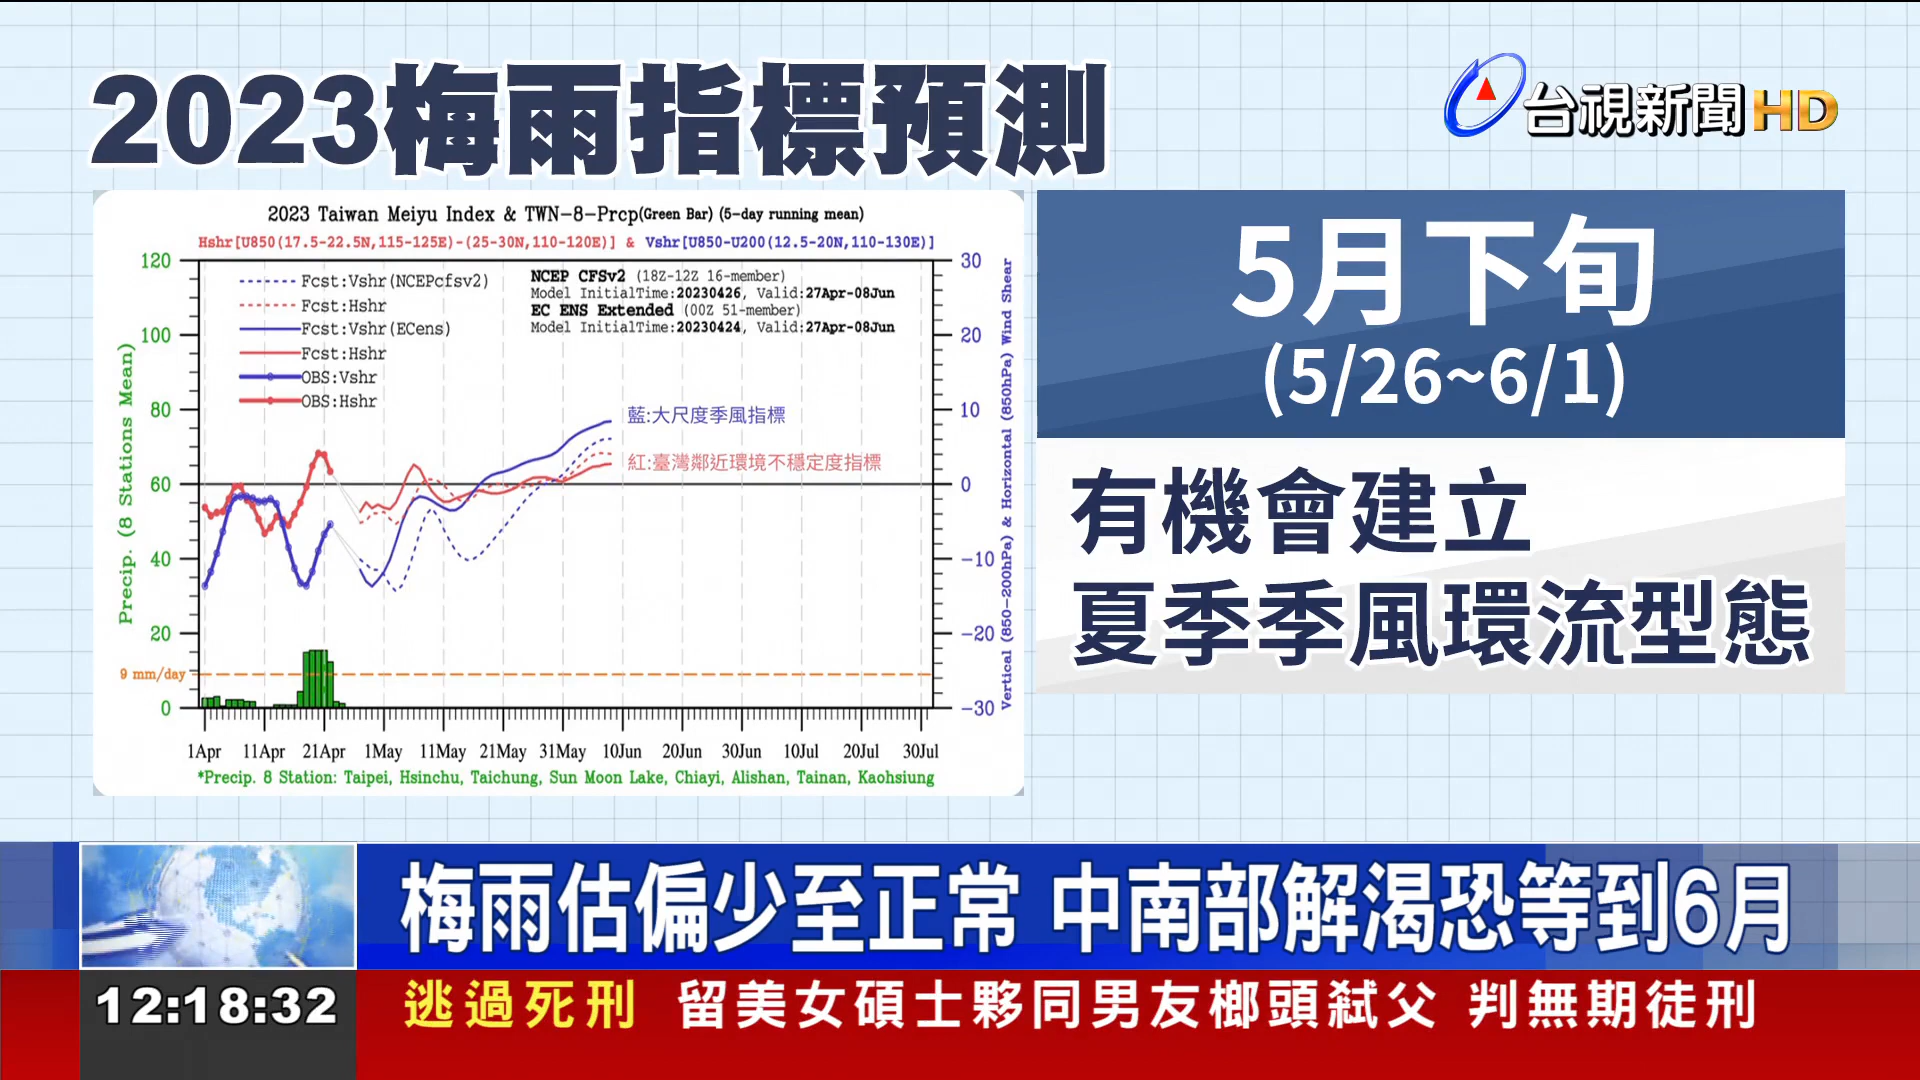 2023梅雨指標預測
台視新聞HD
2023 Taiwan Meiyu Index & TWN-8-Prcp(Green Bar) (5-day running mean)
Hshr[U850(17.5-22.5N,115-125E)-(25-30N,110-120E)] & Vshr[U850-U200(12.5-20N,110-130E)]
Fcst:Vshr(NCEPcfsv2)
Fcst:Hshr
Fcst:Vshr(ECens)
Fcst:Hshr
OBS:Vshr
OBS:Hshr
NCEP CFSv2 (18Z-12Z 16-member)
Model InitialTime:20230426, Valid:27Apr-08Jun
EC ENS Extended (00Z 51-member)
Model InitialTime:20230424, Valid:27Apr-08Jun
藍:大尺度季風指標
紅:臺灣鄰近環境不穩定度指標
Precip. (8 Stations Mean)
120
100
80
60
40
20
0
9 mm/day
30
20
10
0
-10
-20
-30
Vertical (850-200hPa) & Horizontal (850hPa) Wind Shear
1Apr 11Apr 21Apr 1May 11May 21May 31May 10Jun 20Jun 30Jun 10Jul 20Jul 30Jul
*Precip. 8 Station: Taipei, Hsinchu, Taichung, Sun Moon Lake, Chiayi, Alishan, Tainan, Kaohsiung
5月下旬
(5/26~6/1)
有機會建立
夏季季風環流型態
梅雨估偏少至正常 中南部解渴恐等到6月
12:18:32
逃過死刑 留美女碩士夥同男友榔頭弒父 判無期徒刑